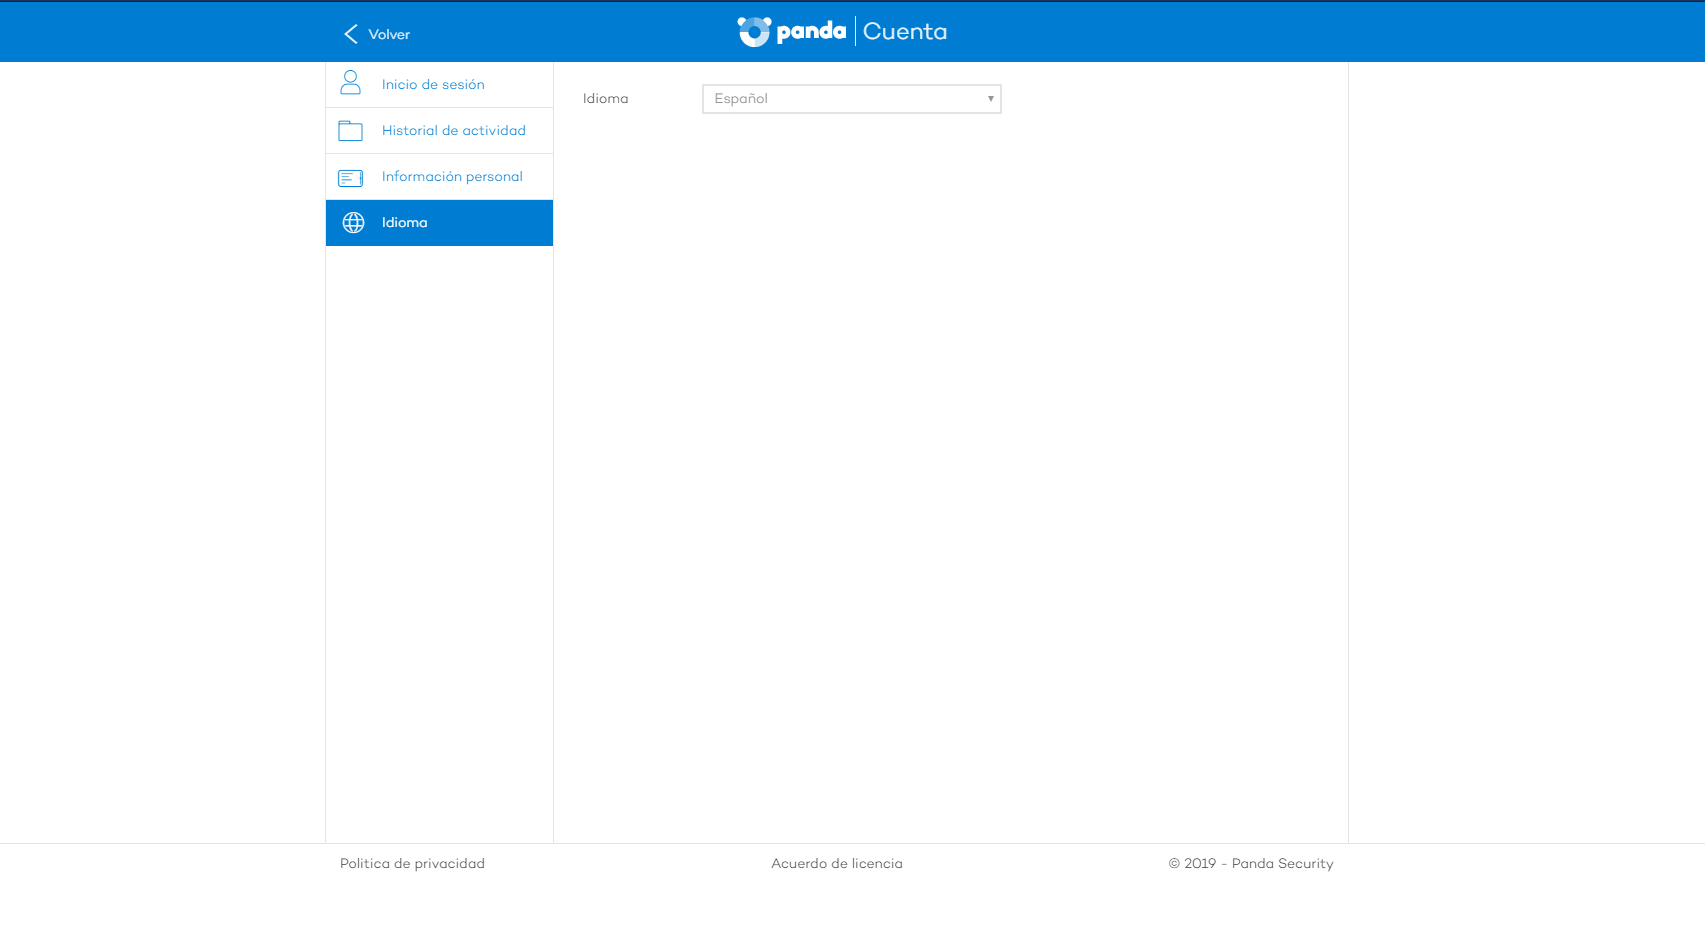 Volver
panda Cuenta
Inicio de sesión
Historial de actividad
Información personal
Idioma
Idioma
Español
Politica de privacidad
Acuerdo de licencia
© 2019 - Panda Security